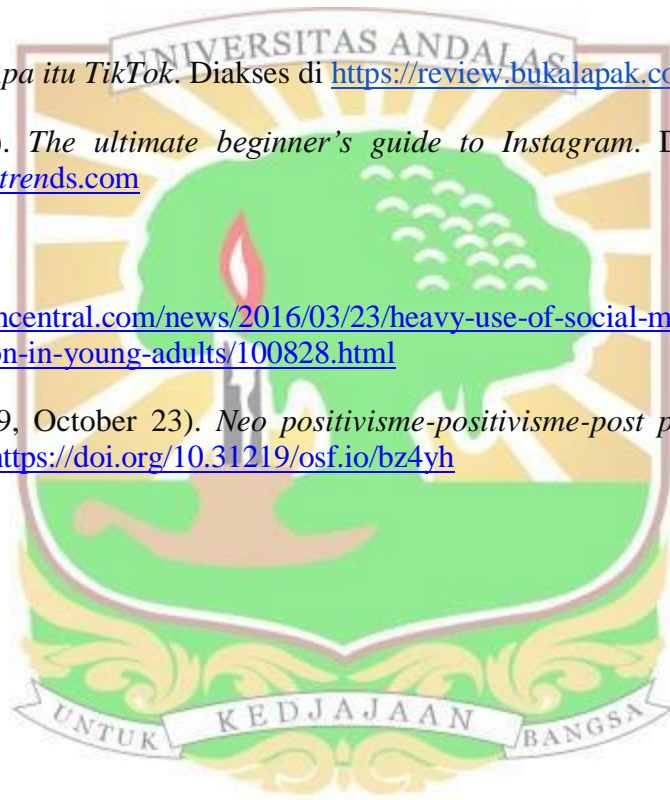 UNIVERSITAS ANDALAS
pa itu TikTok. Diakses di https://review.bukalapak.co
). The ultimate beginner’s guide to Instagram. D
trends.com
hcentral.com/news/2016/03/23/heavy-use-of-social-m
on-in-young-adults/100828.html
9, October 23). Neo positivisme-positivisme-post p
https://doi.org/10.31219/osf.io/bz4yh
UNTUK KEDJAJAAN BANGSA